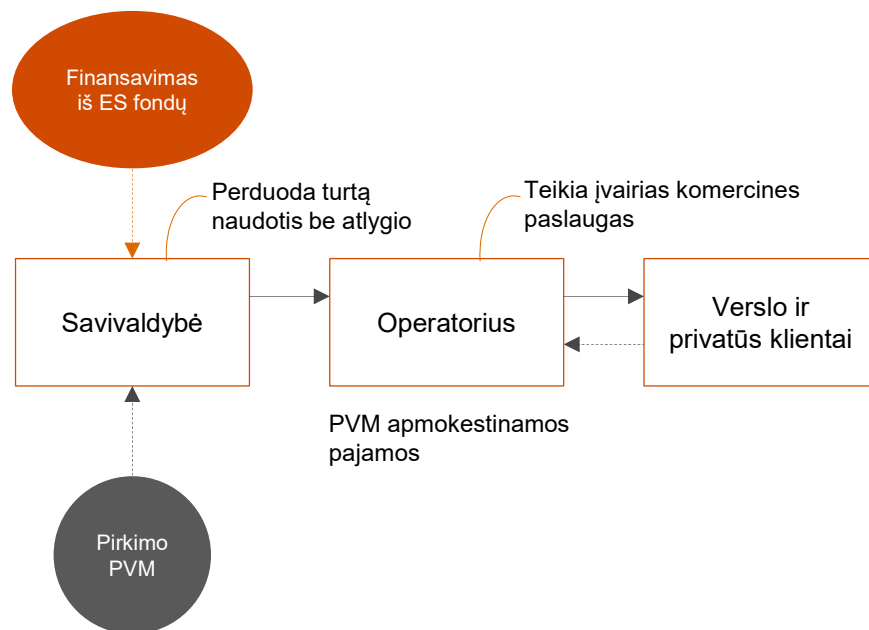 Finansavimas
iš ES fondų
Perduoda turtą
naudotis be atlygio
Teikia įvairias komercines
paslaugas
Savivaldybė
Operatorius
Verslo ir
privatūs klientai
PVM apmokestinamos
pajamos
Pirkimo
PVM